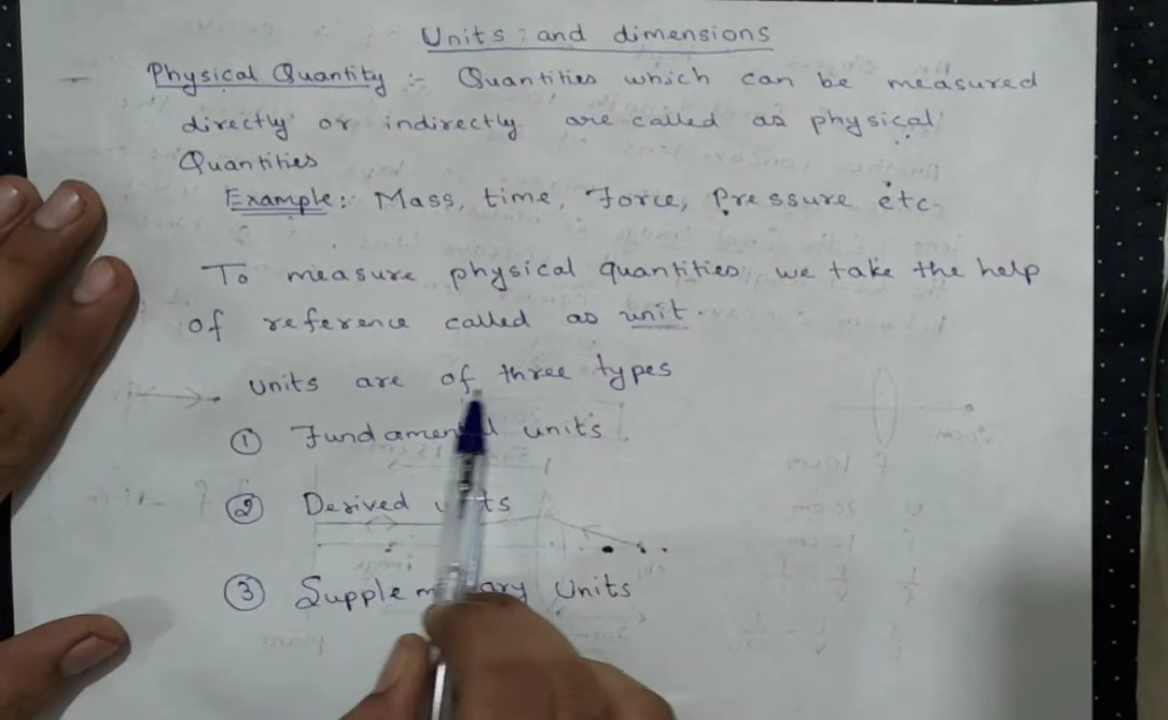 Units and dimensions
Physical Quantity :- Quantities which can be measured
directly or indirectly are called as physical
Quantities
Example: Mass, time, Force, Pressure etc.
To measure physical quantities we take the help
of reference called as unit.
Units are of three types
① Fundamental units.
② Derived units
③ Supplementary Units